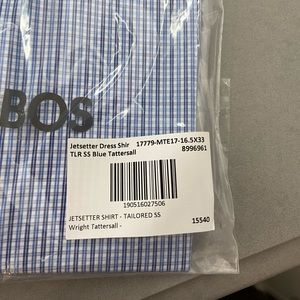 BOS
Jetsetter Dress Shir 17779-MTE17-16.5X33
TLR SS Blue Tattersall 8996961
190516027506
JETSETTER SHIRT - TAILORED SS
Wright Tattersall - 15540